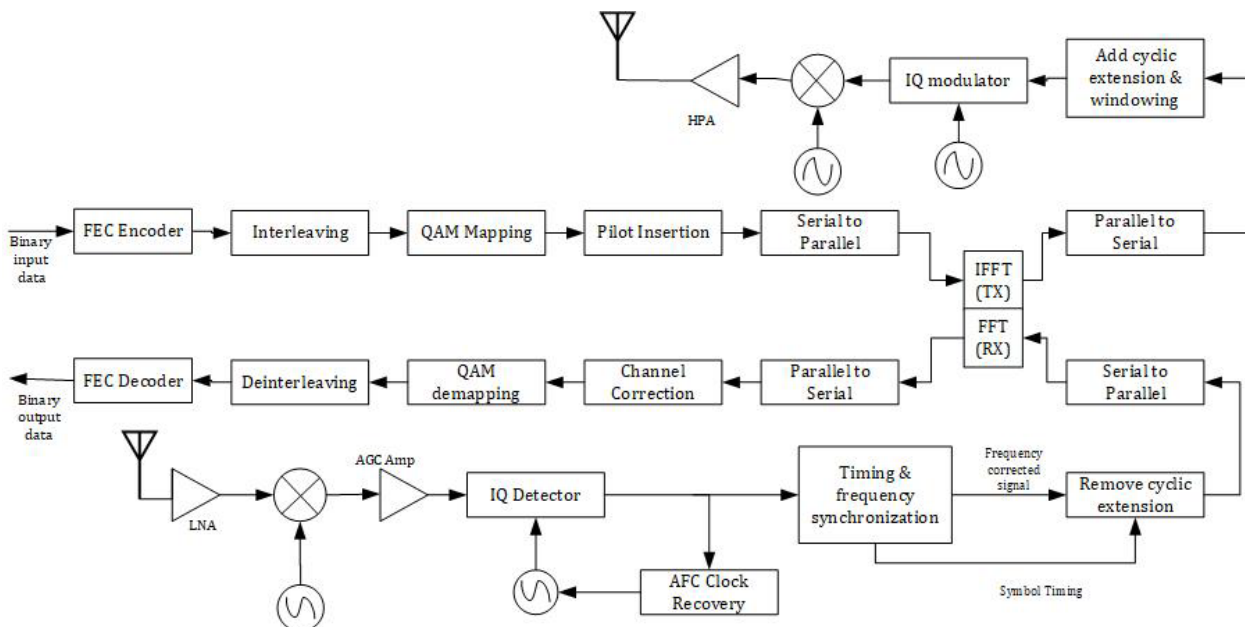 Add cyclic
extension &
windowing
IQ modulator
HPA
FEC Encoder
Interleaving
QAM Mapping
Pilot Insertion
Serial to
Parallel
Parallel to
Serial
Binary
input
data
IFFT
(TX)
FFT
(RX)
FEC Decoder
Deinterleaving
QAM
demapping
Channel
Correction
Parallel to
Serial
Serial to
Parallel
Binary
output
data
LNA
AGC Amp
IQ Detector
Timing &
frequency
synchronization
Frequency
corrected
signal
Remove cyclic
extension
AFC Clock
Recovery
Symbol Timing